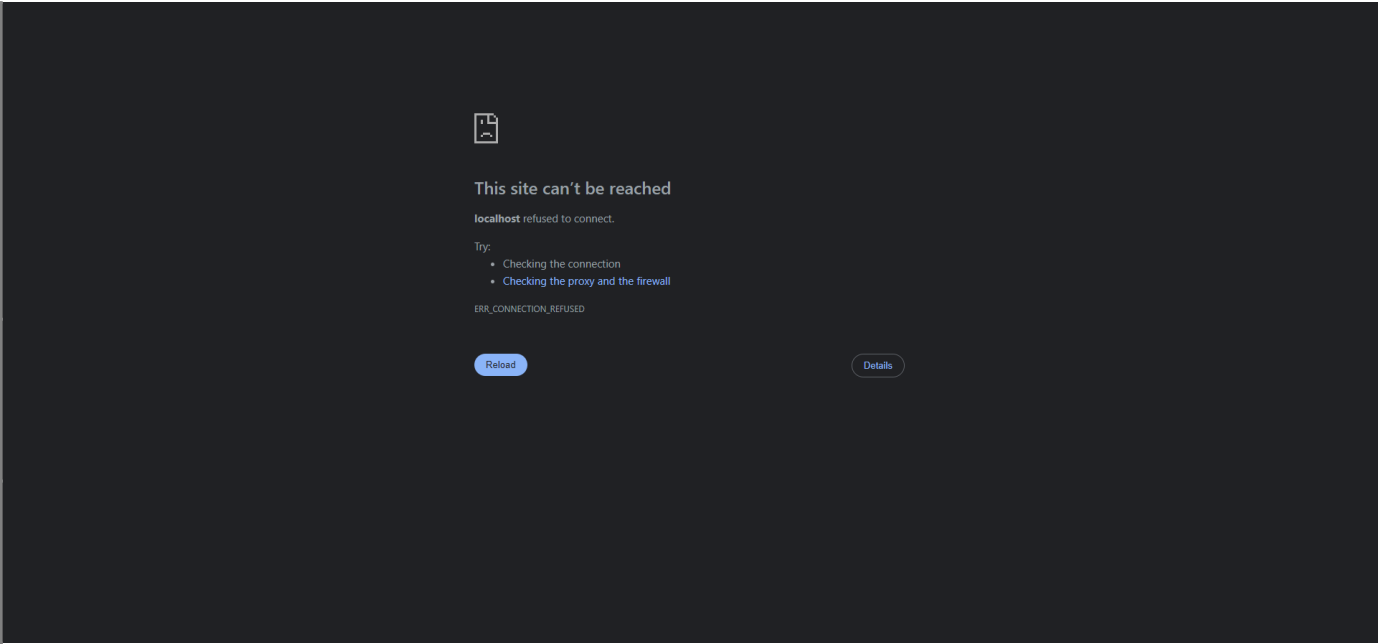 This site can’t be reached
localhost refused to connect.
Try:
• Checking the connection
• Checking the proxy and the firewall
ERR_CONNECTION_REFUSED
Reload
Details